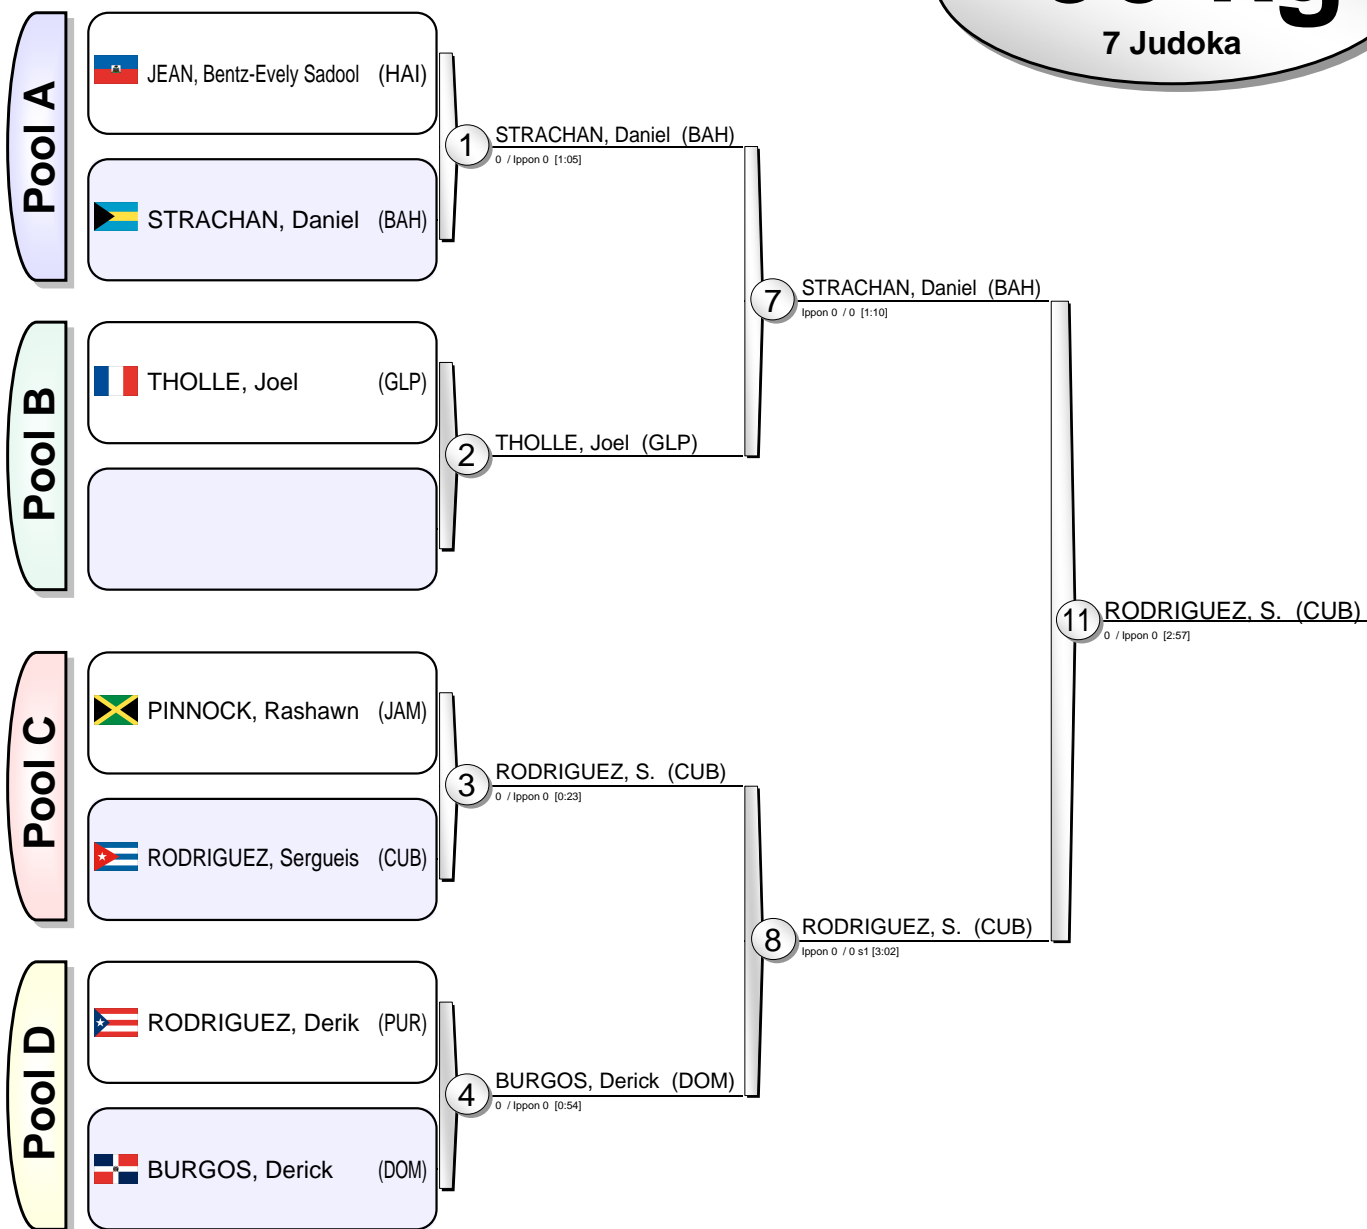 7 Judoka
Pool A
JEAN, Bentz-Evely Sadool (HAI)
STRACHAN, Daniel (BAH)
1
STRACHAN, Daniel (BAH)
0 / Ippon 0 [1:05]
Pool B
THOLLE, Joel (GLP)
2
THOLLE, Joel (GLP)
7
STRACHAN, Daniel (BAH)
Ippon 0 / 0 [1:10]
Pool C
PINNOCK, Rashawn (JAM)
RODRIGUEZ, Sergueis (CUB)
3
RODRIGUEZ, S. (CUB)
0 / Ippon 0 [0:23]
Pool D
RODRIGUEZ, Derik (PUR)
BURGOS, Derick (DOM)
4
BURGOS, Derick (DOM)
0 / Ippon 0 [0:54]
8
RODRIGUEZ, S. (CUB)
Ippon 0 / 0 s1 [3:02]
11
RODRIGUEZ, S. (CUB)
0 / Ippon 0 [2:57]